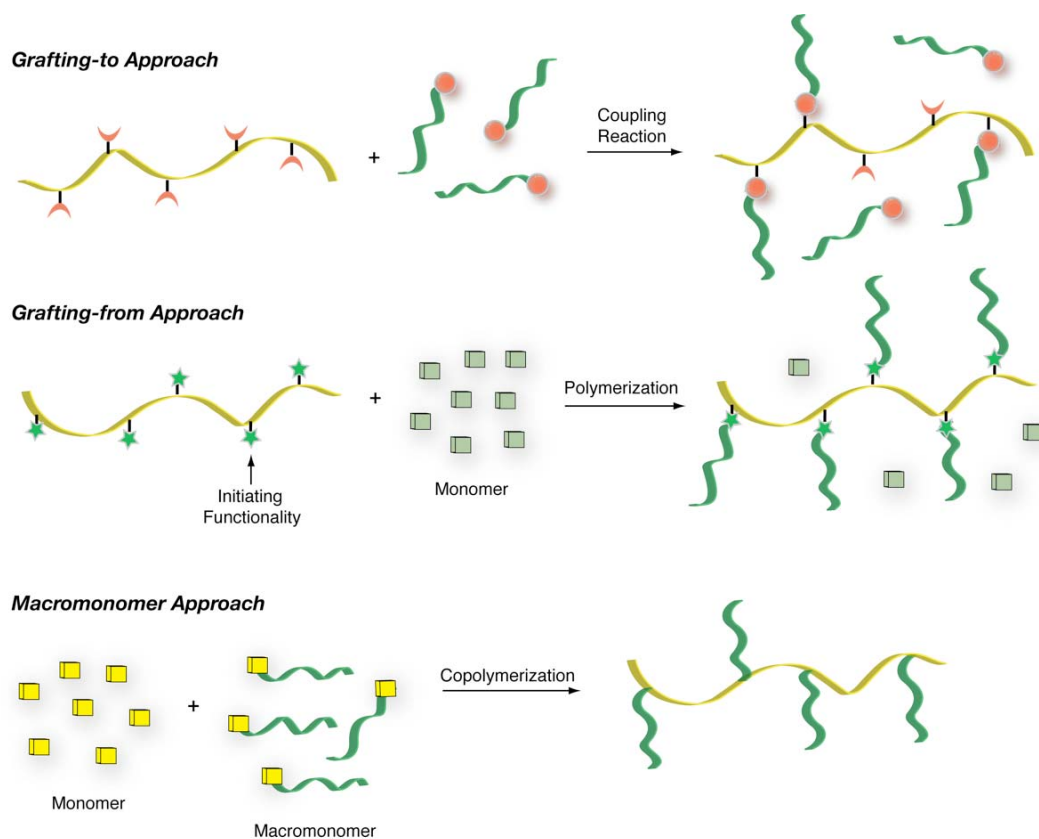 Grafting-to Approach
+
Coupling
Reaction
Grafting-from Approach
+
Polymerization
Monomer
Initiating
Functionality
Macromonomer Approach
+
Copolymerization
Monomer
Macromonomer